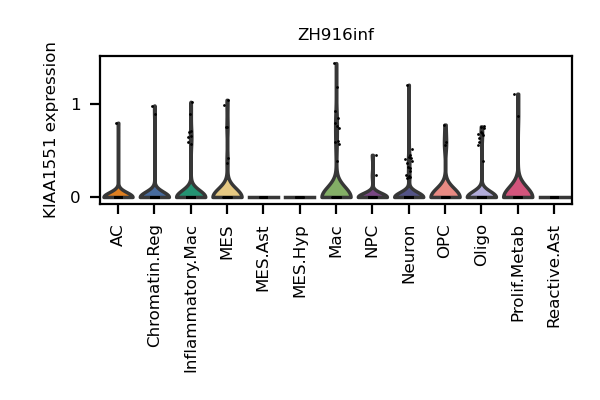 ZH916inf
KIAA1551 expression
1
0
AC
Chromatin.Reg
Inflammatory.Mac
MES
MES.Ast
MES.Hyp
Mac
NPC
Neuron
OPC
Oligo
Prolif.Metab
Reactive.Ast